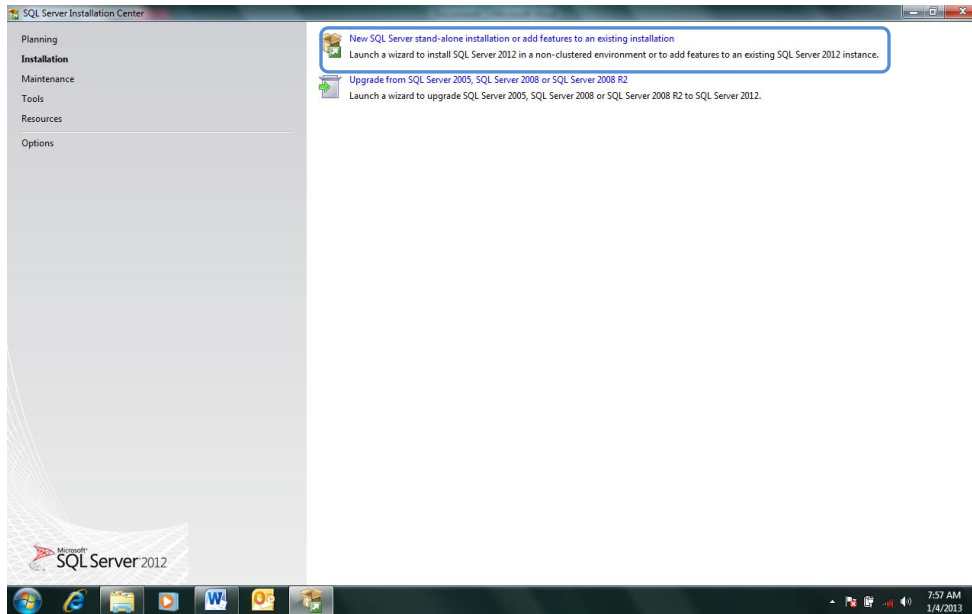 SQL Server Installation Center
Planning
Installation
Maintenance
Tools
Resources
Options
New SQL Server stand-alone installation or add features to an existing installation
Launch a wizard to install SQL Server 2012 in a non-clustered environment or to add features to an existing SQL Server 2012 instance.
Upgrade from SQL Server 2005, SQL Server 2008 or SQL Server 2008 R2
Launch a wizard to upgrade SQL Server 2005, SQL Server 2008 or SQL Server 2008 R2 to SQL Server 2012.
Microsoft
SQL Server 2012
7:57 AM
1/4/2013